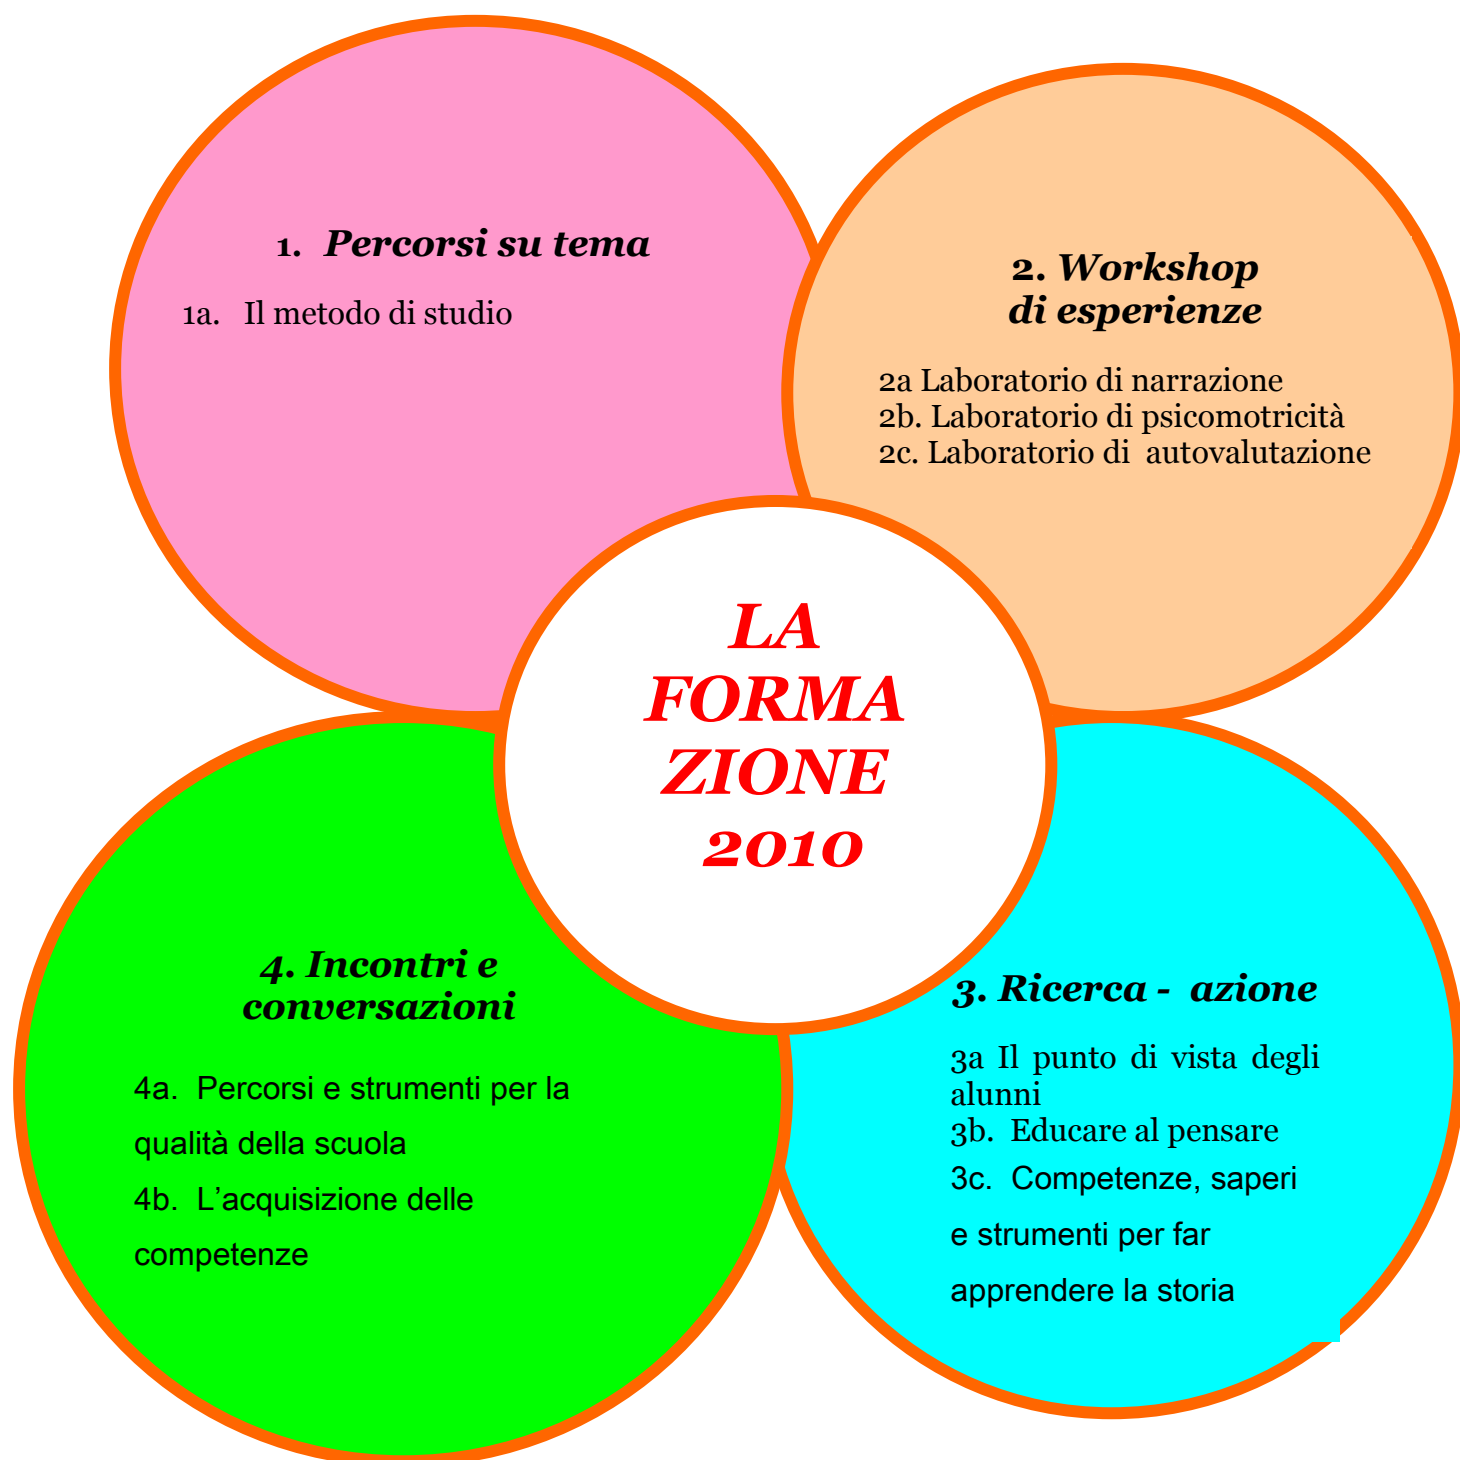 1. Percorsi su tema
1a. Il metodo di studio
2. Workshop
di esperienze
2a Laboratorio di narrazione
2b. Laboratorio di psicomotricità
2c. Laboratorio di autovalutazione
LA
FORMA
ZIONE
2010
4. Incontri e
conversazioni
4a. Percorsi e strumenti per la
qualità della scuola
4b. L’acquisizione delle
competenze
3. Ricerca - azione
3a Il punto di vista degli
alunni
3b. Educare al pensare
3c. Competenze, saperi
e strumenti per far
apprendere la storia